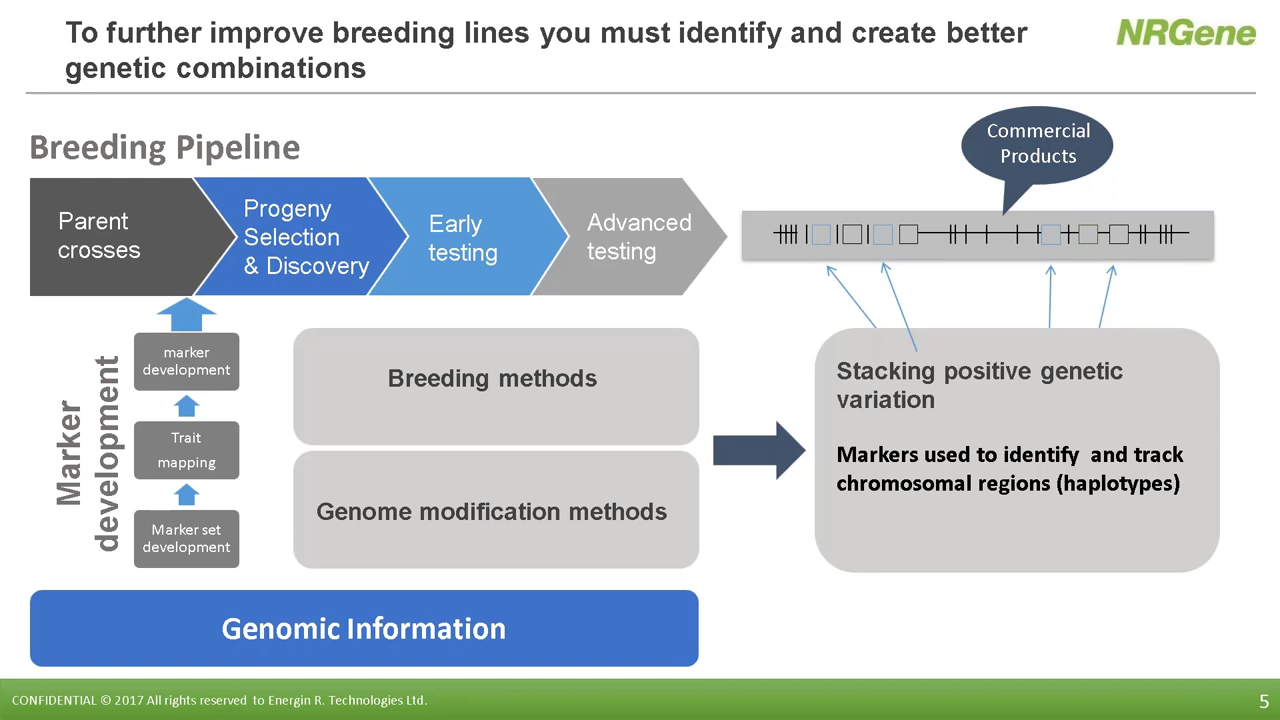 To further improve breeding lines you must identify and create better
genetic combinations
NRGene
Breeding Pipeline
Commercial
Products
Parent
crosses
Progeny
Selection
& Discovery
Early
testing
Advanced
testing
Marker
development
marker
development
Trait
mapping
Marker set
development
Breeding methods
Genome modification methods
Stacking positive genetic
variation
Markers used to identify and track
chromosomal regions (haplotypes)
Genomic Information
CONFIDENTIAL © 2017 All rights reserved to Energin R. Technologies Ltd.
5